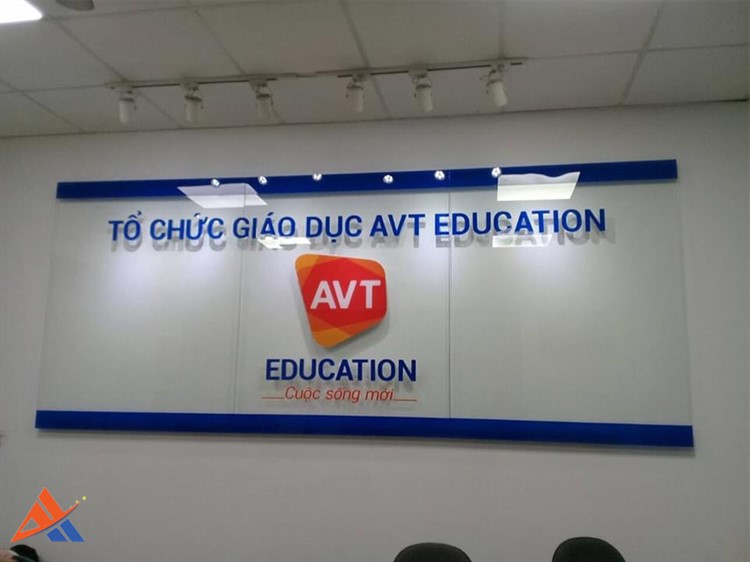 TỔ CHỨC GIÁO DỤC AVT EDUCATION
AVT
EDUCATION
Cuộc sống mới